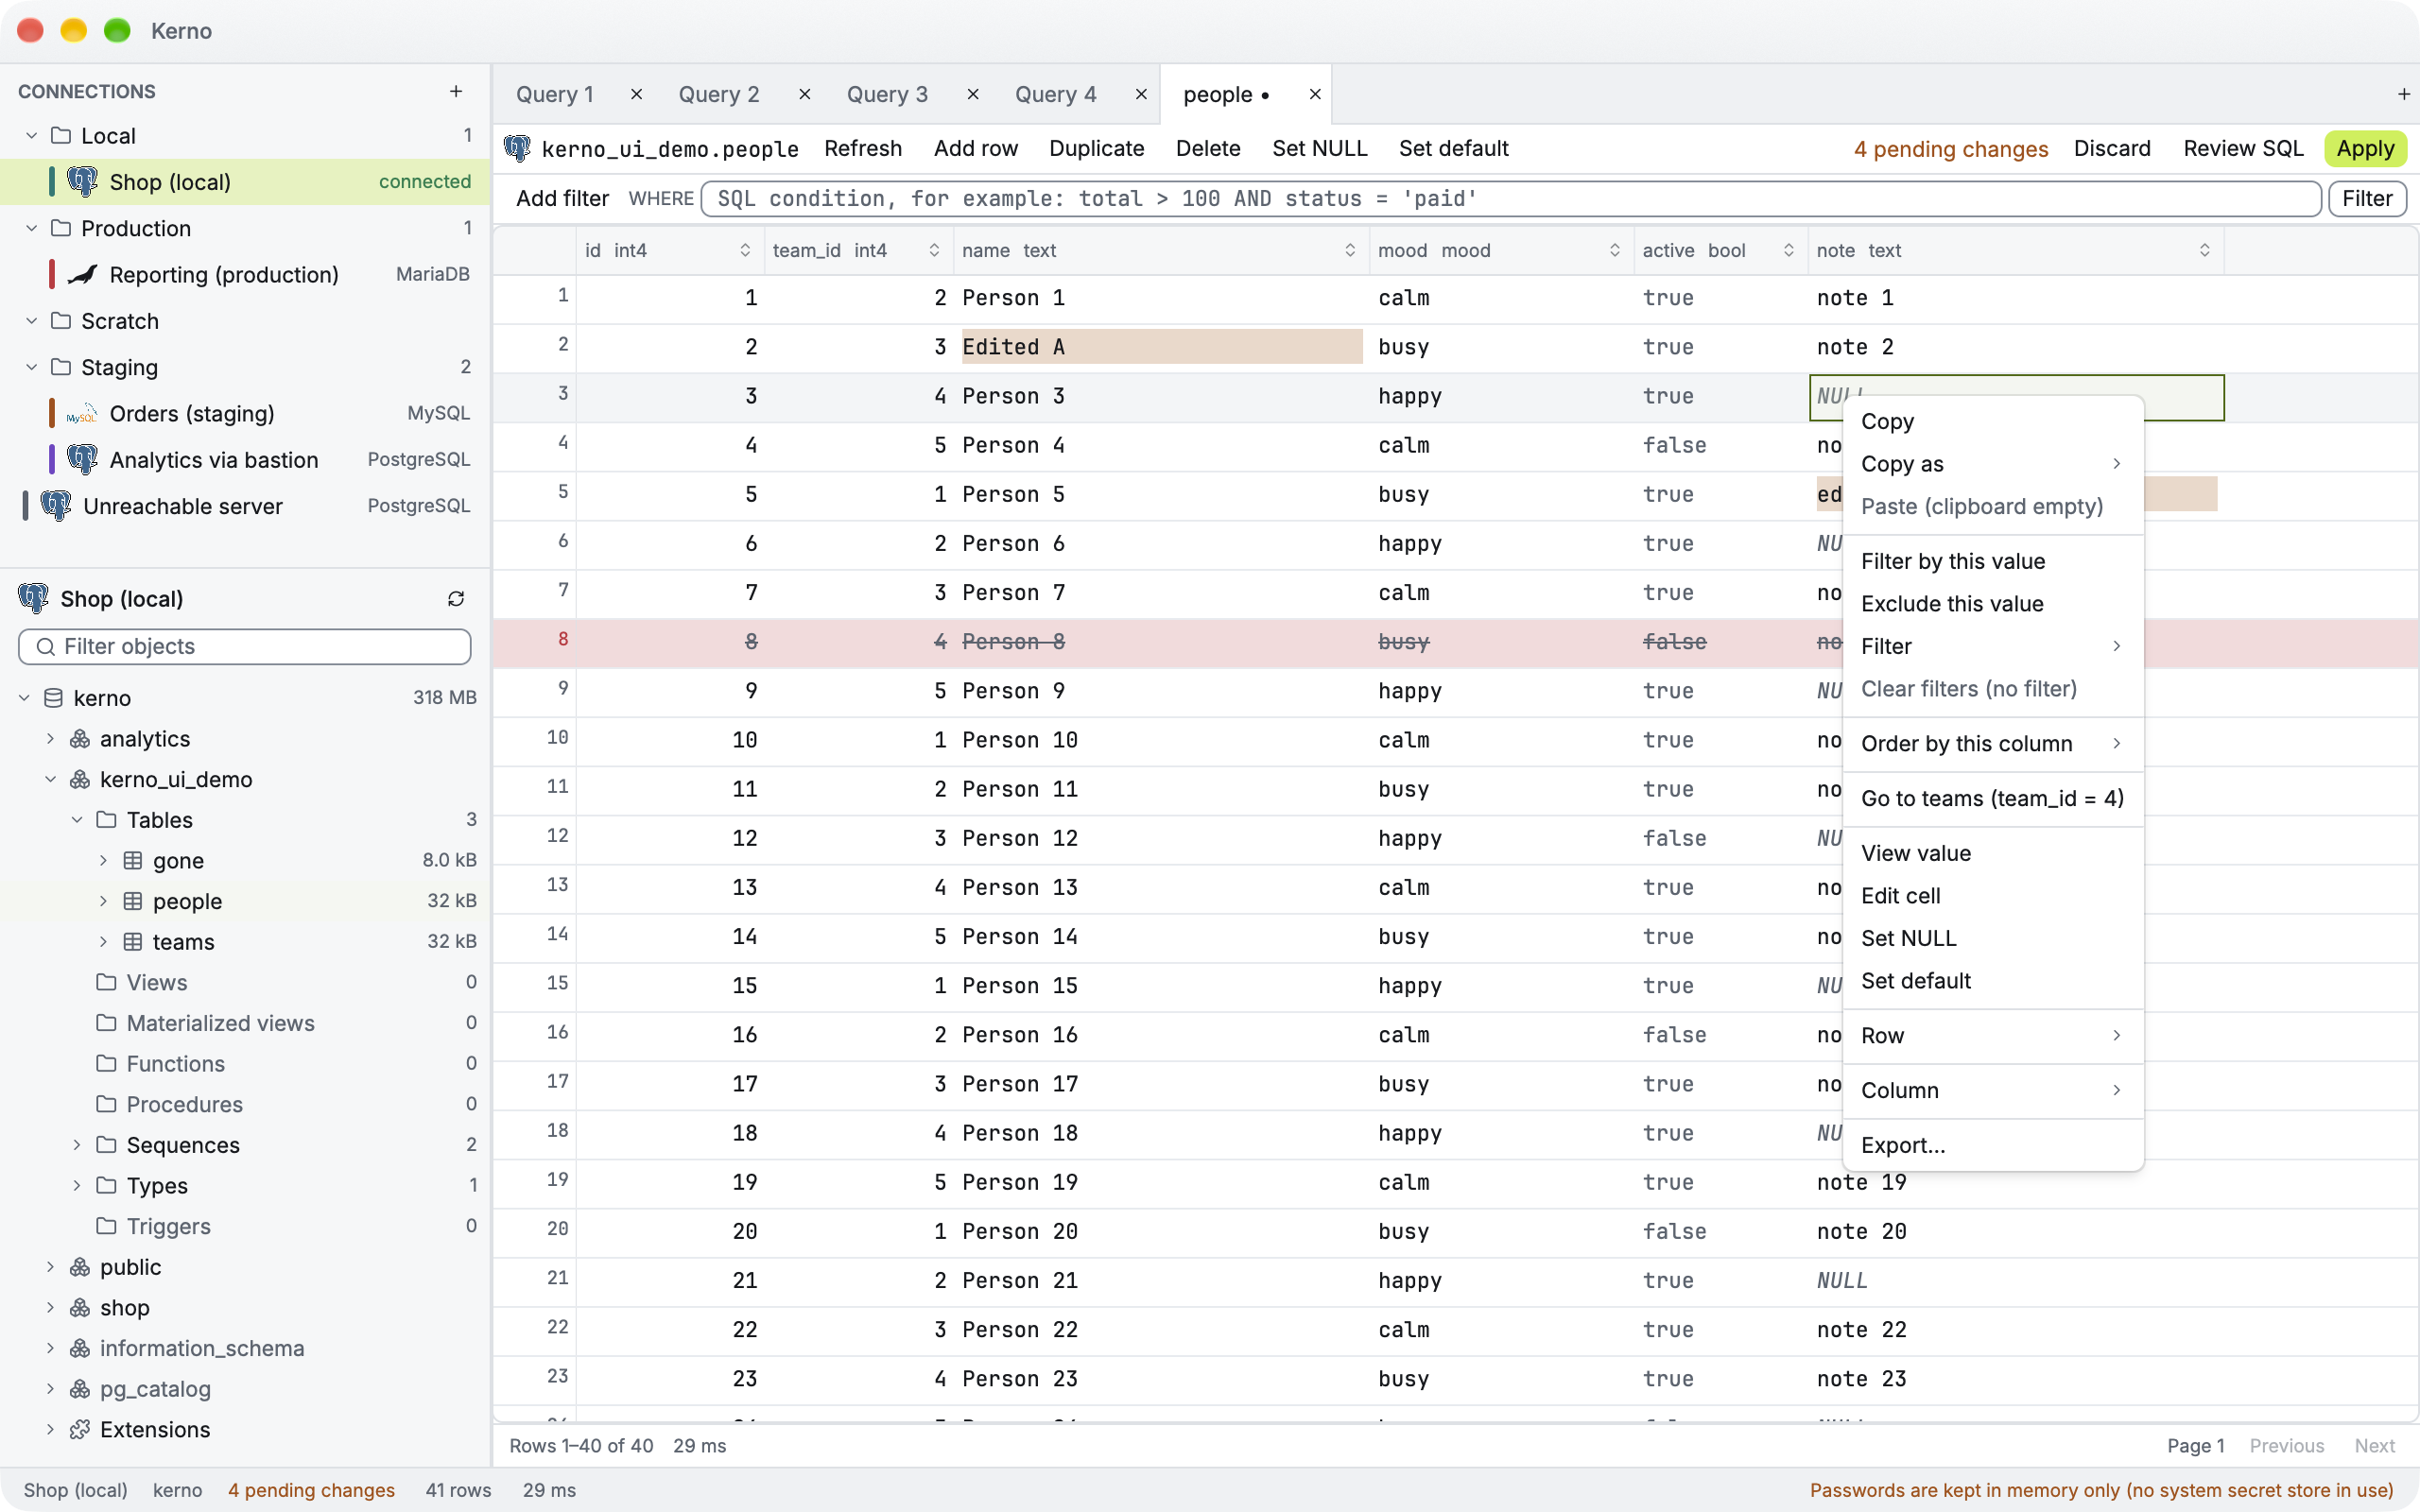 Kerno
CONNECTIONS
Local 1
Shop (local) connected
Production 1
Reporting (production) MariaDB
Scratch
Staging 2
MySQL Orders (staging) MySQL
Analytics via bastion PostgreSQL
Unreachable server PostgreSQL
Shop (local)
Filter objects
kerno 318 MB
analytics
kerno_ui_demo
Tables 3
gone 8.0 kB
people 32 kB
teams 32 kB
Views 0
Materialized views 0
Functions 0
Procedures 0
Sequences 2
Types 1
Triggers 0
public
shop
information_schema
pg_catalog
Extensions
Query 1 Query 2 Query 3 Query 4 people •
kerno_ui_demo.people Refresh Add row Duplicate Delete Set NULL Set default 4 pending changes Discard Review SQL Apply
Add filter WHERE SQL condition, for example: total > 100 AND status = 'paid' Filter
id int4 team_id int4 name text mood mood active bool note text
1 1 2 Person 1 calm true note 1
2 2 3 Edited A busy true note 2
3 3 4 Person 3 happy true NULL
4 4 5 Person 4 calm false no
5 5 1 Person 5 busy true ed
6 6 2 Person 6 happy true NU
7 7 3 Person 7 calm true no
8 8 4 Person 8 busy false no
9 9 5 Person 9 happy true NU
10 10 1 Person 10 calm true no
11 11 2 Person 11 busy true no
12 12 3 Person 12 happy false NU
13 13 4 Person 13 calm true no
14 14 5 Person 14 busy true no
15 15 1 Person 15 happy true NU
16 16 2 Person 16 calm false no
17 17 3 Person 17 busy true no
18 18 4 Person 18 happy true NU
19 19 5 Person 19 calm true note 19
20 20 1 Person 20 busy false note 20
21 21 2 Person 21 happy true NULL
22 22 3 Person 22 calm true note 22
23 23 4 Person 23 busy true note 23
Copy
Copy as
Paste (clipboard empty)
Filter by this value
Exclude this value
Filter
Clear filters (no filter)
Order by this column
Go to teams (team_id = 4)
View value
Edit cell
Set NULL
Set default
Row
Column
Export...
Rows 1–40 of 40 29 ms Page 1 Previous Next
Shop (local) kerno 4 pending changes 41 rows 29 ms Passwords are kept in memory only (no system secret store in use)